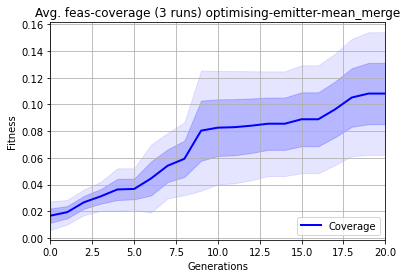 Avg. feas-coverage (3 runs) optimising-emitter-mean_merge
0.16
0.14
0.12
0.10
0.08
0.06
0.04
0.02
0.00
Fitness
0.0 2.5 5.0 7.5 10.0 12.5 15.0 17.5 20.0
Generations
Coverage